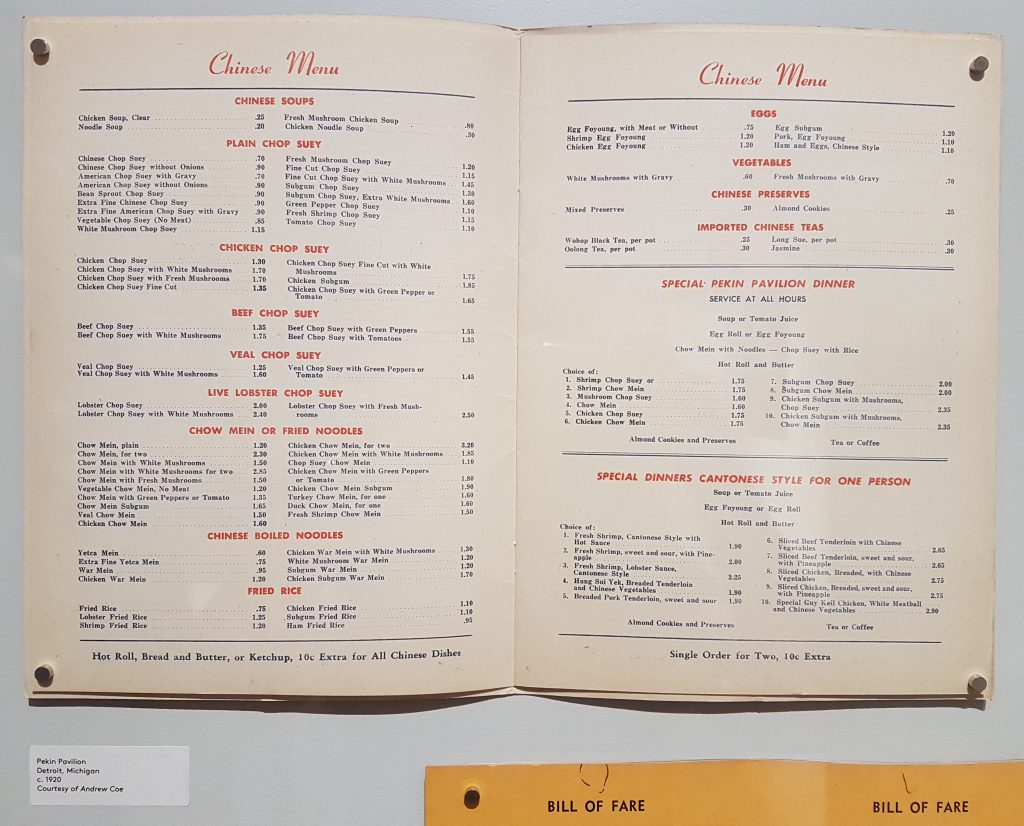 Chinese Menu
CHINESE SOUPS
Chicken Soup, Clear .25
Noodle Soup .20
Fresh Mushroom Chicken Soup .80
Chicken Noodle Soup .30
PLAIN CHOP SUEY
Chinese Chop Suey .70
Chinese Chop Suey without Onions .90
American Chop Suey with Gravy .70
American Chop Suey without Onions .90
Bean Sprout Chop Suey .90
Extra Fine Chinese Chop Suey .90
Extra Fine American Chop Suey with Gravy .90
Vegetable Chop Suey (No Meat) .85
White Mushroom Chop Suey 1.15
Fresh Mushroom Chop Suey 1.20
Fine Cut Chop Suey 1.15
Fine Cut Chop Suey with White Mushrooms 1.45
Subgum Chop Suey 1.30
Subgum Chop Suey, Extra White Mushrooms 1.60
Green Pepper Chop Suey 1.10
Fresh Shrimp Chop Suey 1.15
Tomato Chop Suey 1.10
CHICKEN CHOP SUEY
Chicken Chop Suey 1.30
Chicken Chop Suey with White Mushrooms 1.70
Chicken Chop Suey with Fresh Mushrooms 1.70
Chicken Chop Suey Fine Cut 1.35
Chicken Chop Suey Fine Cut with White
Mushrooms 1.75
Chicken Subgum 1.85
Chicken Chop Suey with Green Pepper or
Tomato 1.65
BEEF CHOP SUEY
Beef Chop Suey 1.35
Beef Chop Suey with White Mushrooms 1.75
Beef Chop Suey with Green Peppers 1.55
Beef Chop Suey with Tomatoes 1.55
VEAL CHOP SUEY
Veal Chop Suey 1.25
Veal Chop Suey with White Mushrooms 1.60
Veal Chop Suey with Green Peppers or
Tomato 1.45
LIVE LOBSTER CHOP SUEY
Lobster Chop Suey 2.00
Lobster Chop Suey with White Mushrooms 2.40
Lobster Chop Suey with Fresh Mush-
rooms 2.50
CHOW MEIN OR FRIED NOODLES
Chow Mein, plain 1.20
Chow Mein, for two 2.30
Chow Mein with White Mushrooms 1.50
Chow Mein with White Mushrooms for two 2.85
Chow Mein with Fresh Mushrooms 1.50
Vegetable Chow Mein, No Meat 1.20
Chow Mein with Green Peppers or Tomato 1.35
Chow Mein Subgum 1.65
Veal Chow Mein 1.50
Chicken Chow Mein 1.60
Chicken Chow Mein, for two 3.20
Chicken Chow Mein with White Mushrooms 1.85
Chop Suey Chow Mein 1.10
Chicken Chow Mein with Green Peppers
or Tomato 1.80
Chicken Chow Mein Subgum 1.90
Turkey Chow Mein, for one 1.60
Duck Chow Mein, for one 1.60
Fresh Shrimp Chow Mein 1.50
CHINESE BOILED NOODLES
Yetca Mein .60
Extra Fine Yetca Mein .75
War Mein .95
Chicken War Mein 1.20
Chicken War Mein with White Mushrooms 1.30
White Mushroom War Mein 1.20
Subgum War Mein 1.20
Chicken Subgum War Mein 1.70
FRIED RICE
Fried Rice .75
Lobster Fried Rice 1.25
Shrimp Fried Rice 1.20
Chicken Fried Rice 1.10
Subgum Fried Rice 1.10
Ham Fried Rice .95
Hot Roll, Bread and Butter, or Ketchup, 10c Extra for All Chinese Dishes
Chinese Menu
EGGS
Egg Foyoung, with Meat or Without .75
Shrimp Egg Foyoung 1.20
Chicken Egg Foyoung 1.20
Egg Subgum 1.20
Pork, Egg Foyoung 1.10
Ham and Eggs, Chinese Style 1.10
VEGETABLES
White Mushrooms with Gravy .60
Fresh Mushrooms with Gravy .70
CHINESE PRESERVES
Mixed Preserves .30
Almond Cookies .25
IMPORTED CHINESE TEAS
Wohop Black Tea, per pot .25
Oolong Tea, per pot .30
Long Sue, per pot .30
Jasmine .30
SPECIAL PEKIN PAVILION DINNER
SERVICE AT ALL HOURS
Soup or Tomato Juice
Egg Roll or Egg Foyoung
Chow Mein with Noodles — Chop Suey with Rice
Hot Roll and Butter
Choice of:
1. Shrimp Chop Suey or 1.75
2. Shrimp Chow Mein 1.75
3. Mushroom Chop Suey 1.60
4. Chow Mein 1.60
5. Chicken Chop Suey 1.75
6. Chicken Chow Mein 1.75
7. Subgum Chop Suey 2.00
8. Subgum Chow Mein 2.00
9. Chicken Subgum with Mushrooms,
Chop Suey 2.35
10. Chicken Subgum with Mushrooms,
Chow Mein 2.35
Almond Cookies and Preserves
Tea or Coffee
SPECIAL DINNERS CANTONESE STYLE FOR ONE PERSON
Soup or Tomato Juice
Egg Foyoung or Egg Roll
Hot Roll and Butter
Choice of:
1. Fresh Shrimp, Cantonese Style with
Hot Sauce 1.90
2. Fresh Shrimp, sweet and sour, with Pine-
apple 2.00
3. Fresh Shrimp, Lobster Sauce,
Cantonese Style 2.25
4. Hung Sui Yek, Breaded Tenderloin
and Chinese Vegetables 1.90
5. Breaded Pork Tenderloin, sweet and sour 1.90
6. Sliced Beef Tenderloin with Chinese
Vegetables 2.65
7. Sliced Beef Tenderloin, sweet and sour,
with Pineapple 2.65
8. Sliced Chicken, Breaded, with Chinese
Vegetables 2.75
9. Sliced Chicken, Breaded, sweet and sour,
with Pineapple 2.75
10. Special Guy Keil Chicken, White Meatball
and Chinese Vegetables 2.90
Almond Cookies and Preserves
Tea or Coffee
Single Order for Two, 10c Extra
Pekin Pavilion
Detroit, Michigan
c. 1920
Courtesy of Andrew Coe
BILL OF FARE
BILL OF FARE